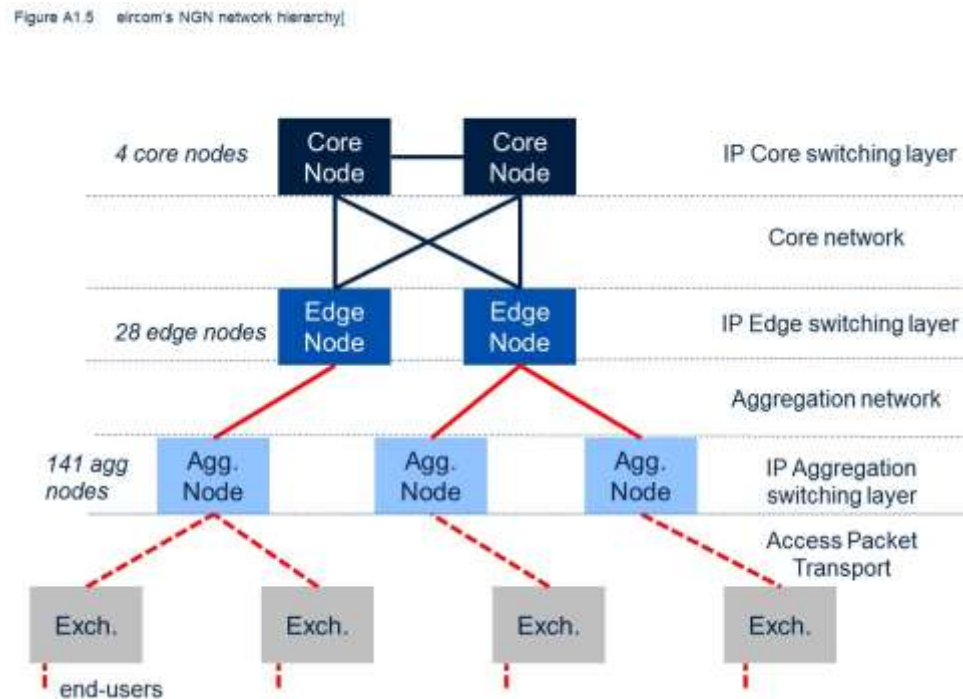 Figure A1.5 eircom's NGN network hierarchy|
4 core nodes
Core
Node
Core
Node
IP Core switching layer
Core network
28 edge nodes
Edge
Node
Edge
Node
IP Edge switching layer
Aggregation network
141 agg
nodes
Agg.
Node
Agg.
Node
Agg.
Node
IP Aggregation
switching layer
Access Packet
Transport
Exch.
Exch.
Exch.
Exch.
end-users